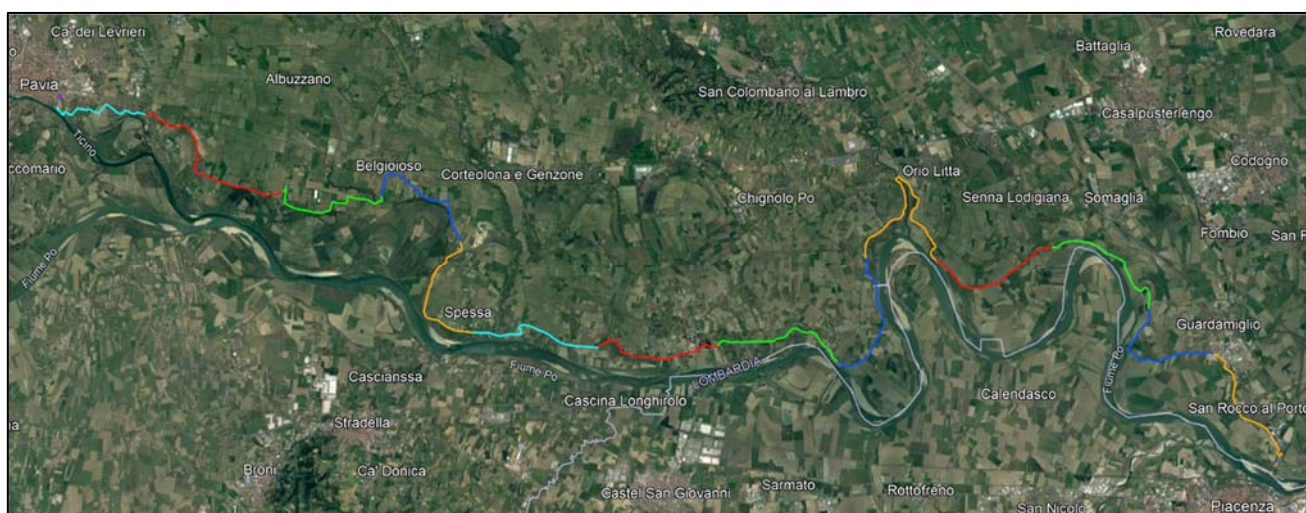 Ca' dei Levrieri
Rovedara
Battaglia
Pavia
Albuzzano
San Colombano al Lambro
Casalpusterlengo
Ticino
ccomario
Belgioioso
Corteolona e Genzone
Orio Litta
Codogno
Chignolo Po
Senna Lodigiana
Somaglia
Fombio
San F
Fiume Po
Spessa
Guardamiglio
Fiume Po
LOMBARDIA
Fiume Po
Cascianssa
Cascina Longhirolo
Calendasco
San Rocco al Porto
Stradella
Broni
Ca' Donica
Castel San Giovanni
Sarmato
Rottofreno
San Nicolò
Piacenza